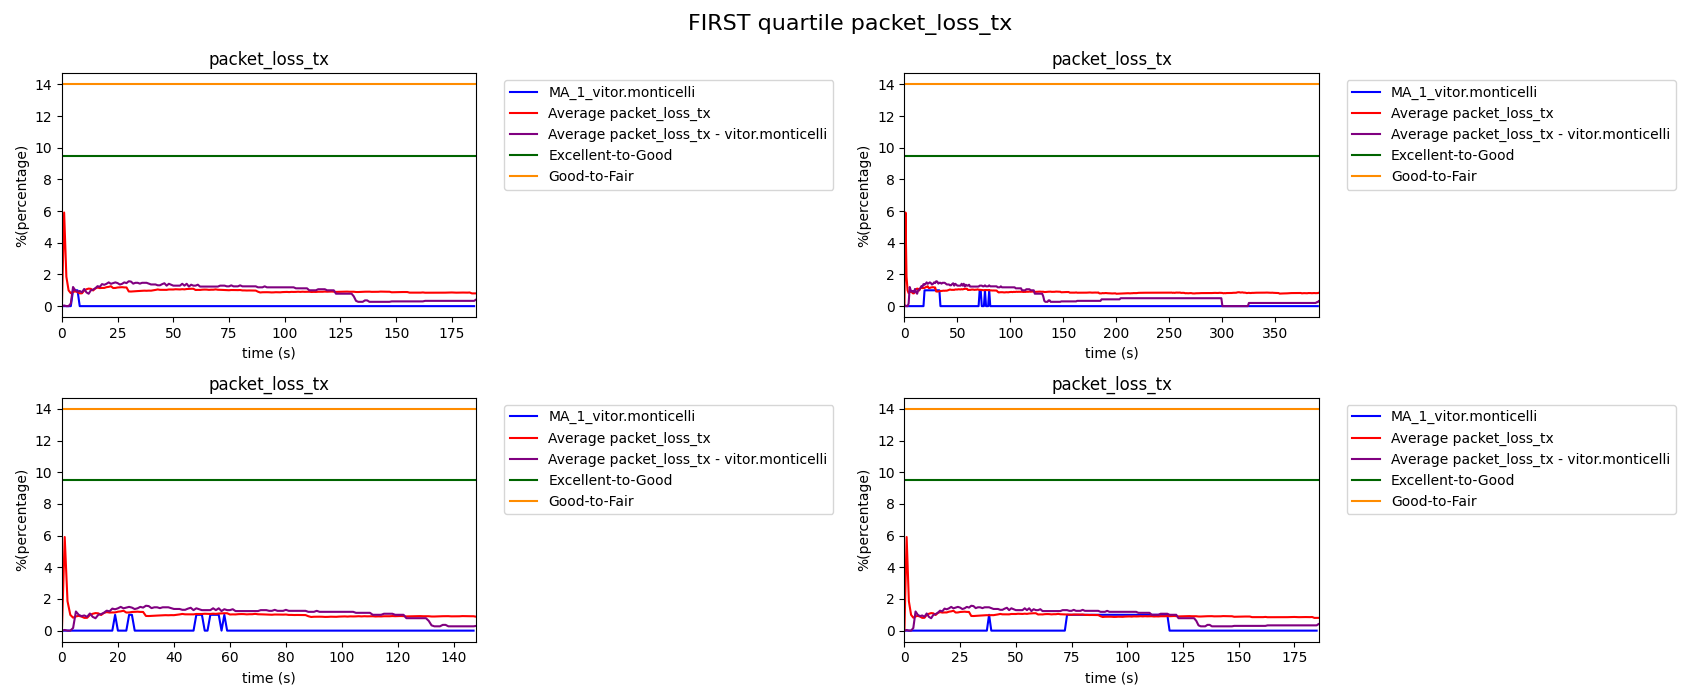 FIRST quartile packet_loss_tx
packet_loss_tx
%(percentage)
14
12
10
8
6
4
2
0
0 25 50 75 100 125 150 175
time (s)
MA_1_vitor.monticelli
Average packet_loss_tx
Average packet_loss_tx - vitor.monticelli
Excellent-to-Good
Good-to-Fair
packet_loss_tx
%(percentage)
14
12
10
8
6
4
2
0
0 50 100 150 200 250 300 350
time (s)
MA_1_vitor.monticelli
Average packet_loss_tx
Average packet_loss_tx - vitor.monticelli
Excellent-to-Good
Good-to-Fair
packet_loss_tx
%(percentage)
14
12
10
8
6
4
2
0
0 20 40 60 80 100 120 140
time (s)
MA_1_vitor.monticelli
Average packet_loss_tx
Average packet_loss_tx - vitor.monticelli
Excellent-to-Good
Good-to-Fair
packet_loss_tx
%(percentage)
14
12
10
8
6
4
2
0
0 25 50 75 100 125 150 175
time (s)
MA_1_vitor.monticelli
Average packet_loss_tx
Average packet_loss_tx - vitor.monticelli
Excellent-to-Good
Good-to-Fair